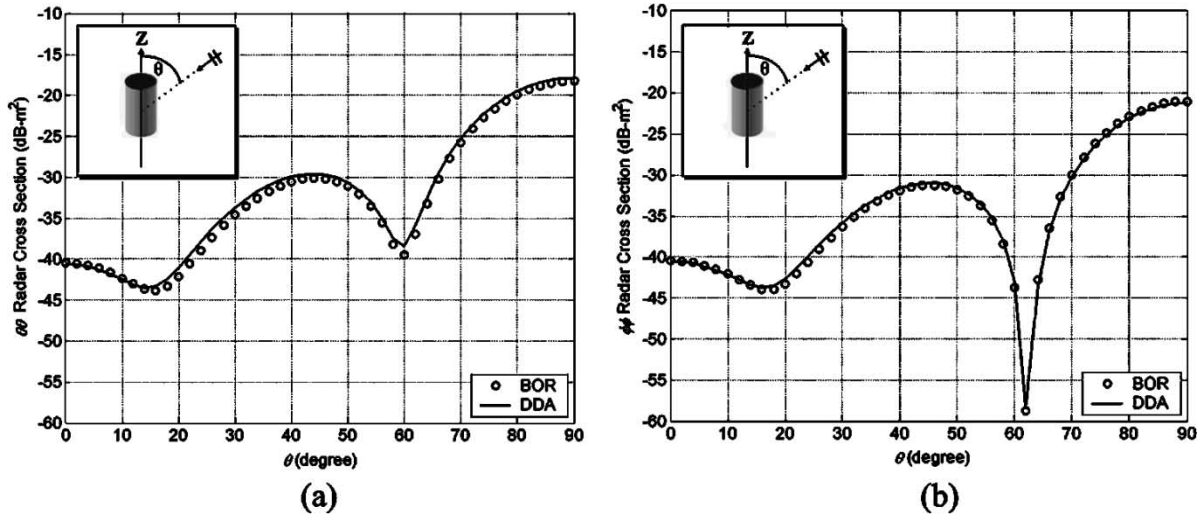 -10
-15
-20
-25
-30
-35
-40
-45
-50
-55
-60
θθ Radar Cross Section (dB-m²)
Z
θ
BOR
DDA
0 10 20 30 40 50 60 70 80 90
θ (degree)
(a)
-10
-15
-20
-25
-30
-35
-40
-45
-50
-55
-60
ϕϕ Radar Cross Section (dB-m²)
Z
θ
BOR
DDA
0 10 20 30 40 50 60 70 80 90
θ (degree)
(b)